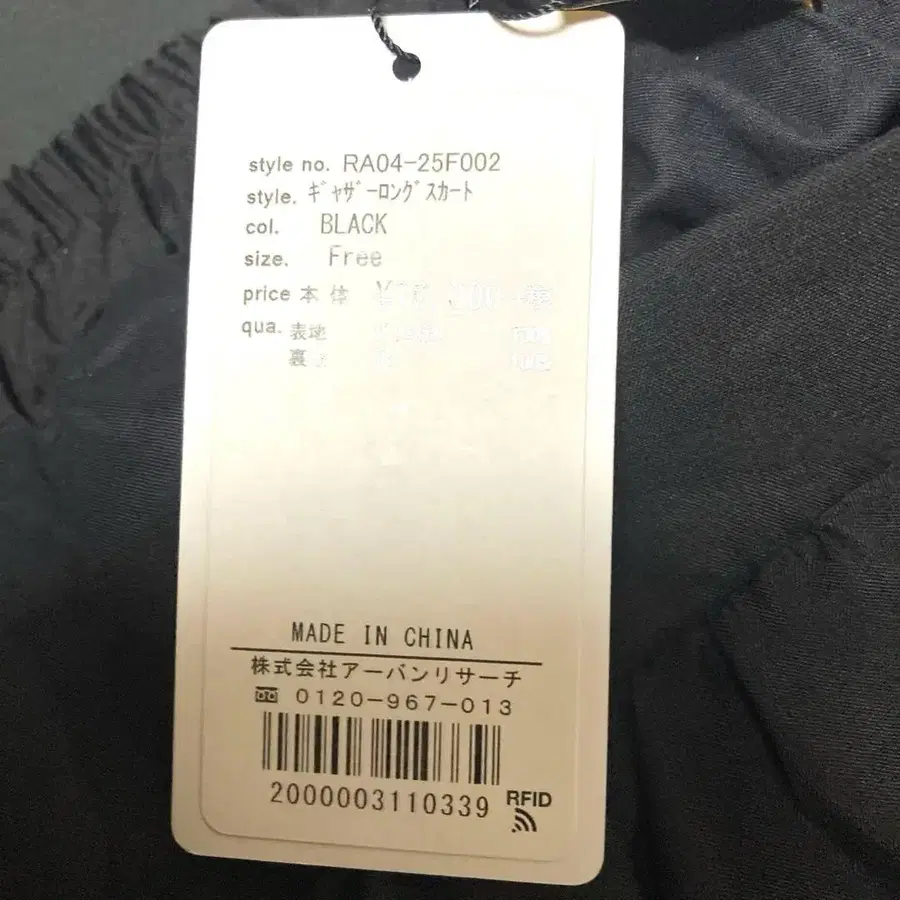 style no. RA04-25F002
style. ｷﾞｬｻﾞｰﾛﾝｸﾞｽｶｰﾄ
col. BLACK
size. Free
price 本体
qua. 表地
裏
MADE IN CHINA
株式会社アーバンリサーチ
0120-967-013
2000003110339
RFID